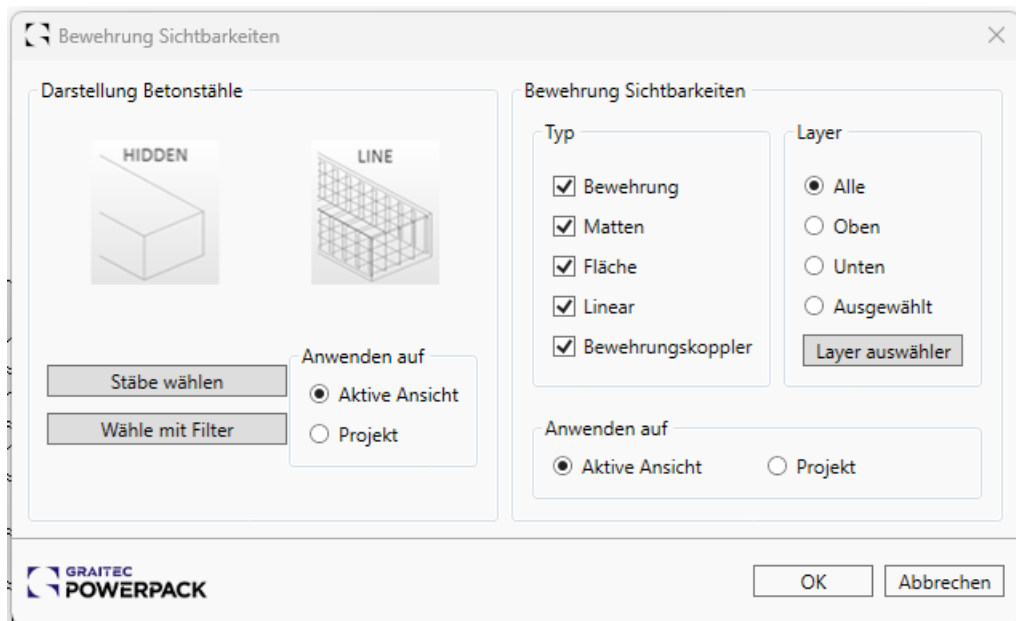 Bewehrung Sichtbarkeiten
Darstellung Betonstähle
HIDDEN
LINE
Stäbe wählen
Wähle mit Filter
Anwenden auf
Aktive Ansicht
Projekt
Bewehrung Sichtbarkeiten
Typ
Bewehrung
Matten
Fläche
Linear
Bewehrungskoppler
Layer
Alle
Oben
Unten
Ausgewählt
Layer auswähler
Anwenden auf
Aktive Ansicht
Projekt
GRAITEC
POWERPACK
OK
Abbrechen